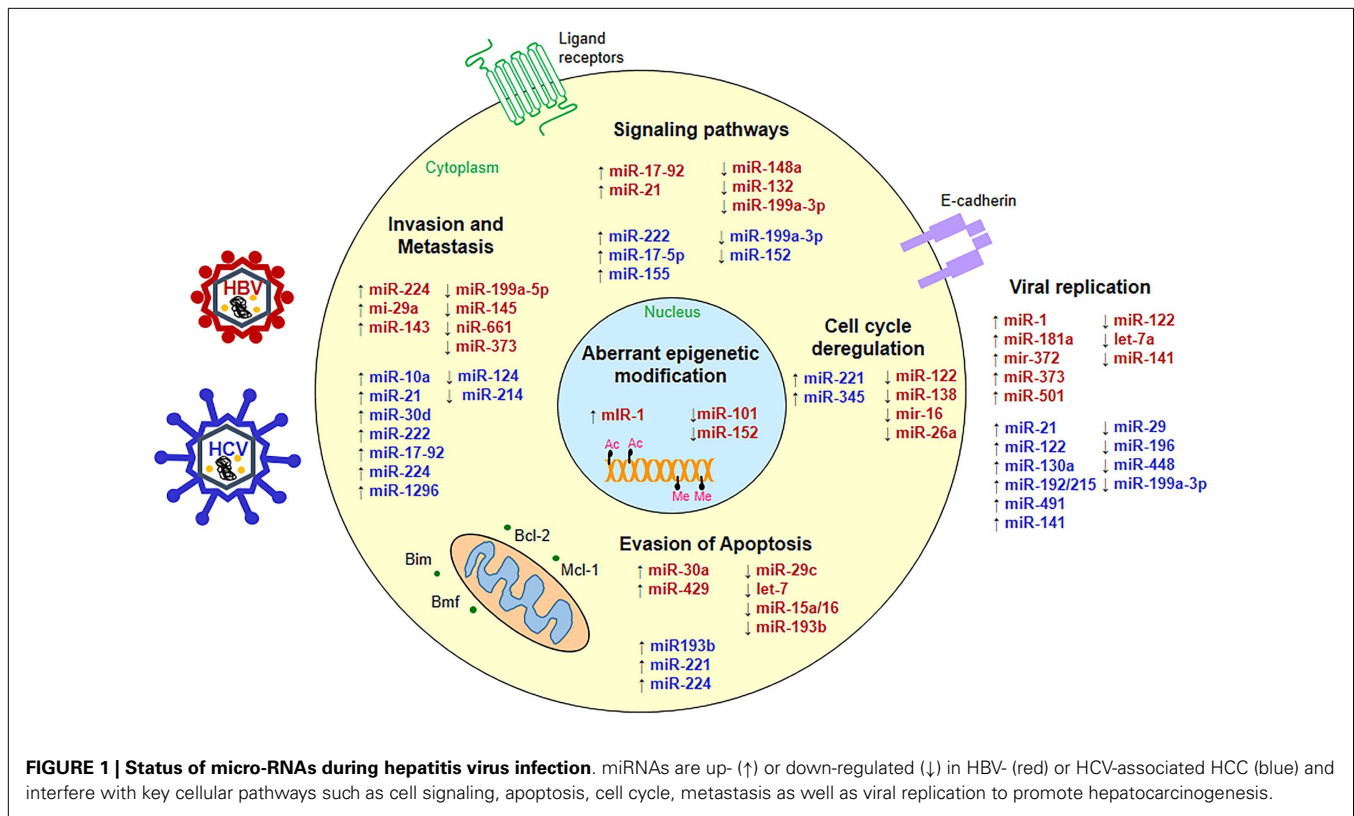 Ligand
receptors
Signaling pathways
Cytoplasm
↑ miR-17-92 ↓ miR-148a
↑ miR-21 ↓ miR-132
↓ miR-199a-3p
↑ miR-222 ↓ miR-199a-3p
↑ miR-17-5p ↓ miR-152
↑ miR-155
E-cadherin
Invasion and
Metastasis
↑ miR-224 ↓ miR-199a-5p
↑ mi-29a ↓ miR-145
↑ miR-143 ↓ niR-661
↓ miR-373
↑ miR-10a ↓ miR-124
↑ miR-21 ↓ miR-214
↑ miR-30d
↑ miR-222
↑ miR-17-92
↑ miR-224
↑ miR-1296
HBV
HCV
Nucleus
Aberrant epigenetic
modification
↑ mIR-1 ↓miR-101
↓miR-152
Ac Ac
Me Me
Cell cycle
deregulation
↑ miR-221 ↓ miR-122
↑ miR-345 ↓ miR-138
↓ mir-16
↓ miR-26a
Viral replication
↑ miR-1 ↓ miR-122
↑ miR-181a ↓ let-7a
↑ mir-372 ↓ miR-141
↑ miR-373
↑ miR-501
↑ miR-21 ↓ miR-29
↑ miR-122 ↓ miR-196
↑ miR-130a ↓ miR-448
↑ miR-192/215 ↓ miR-199a-3p
↑ miR-491
↑ miR-141
Bcl-2
Bim
Mcl-1
Bmf
Evasion of Apoptosis
↑ miR-30a ↓ miR-29c
↑ miR-429 ↓ let-7
↓ miR-15a/16
↓ miR-193b
↑ miR193b
↑ miR-221
↑ miR-224
FIGURE 1 | Status of micro-RNAs during hepatitis virus infection. miRNAs are up- (↑) or down-regulated (↓) in HBV- (red) or HCV-associated HCC (blue) and
interfere with key cellular pathways such as cell signaling, apoptosis, cell cycle, metastasis as well as viral replication to promote hepatocarcinogenesis.